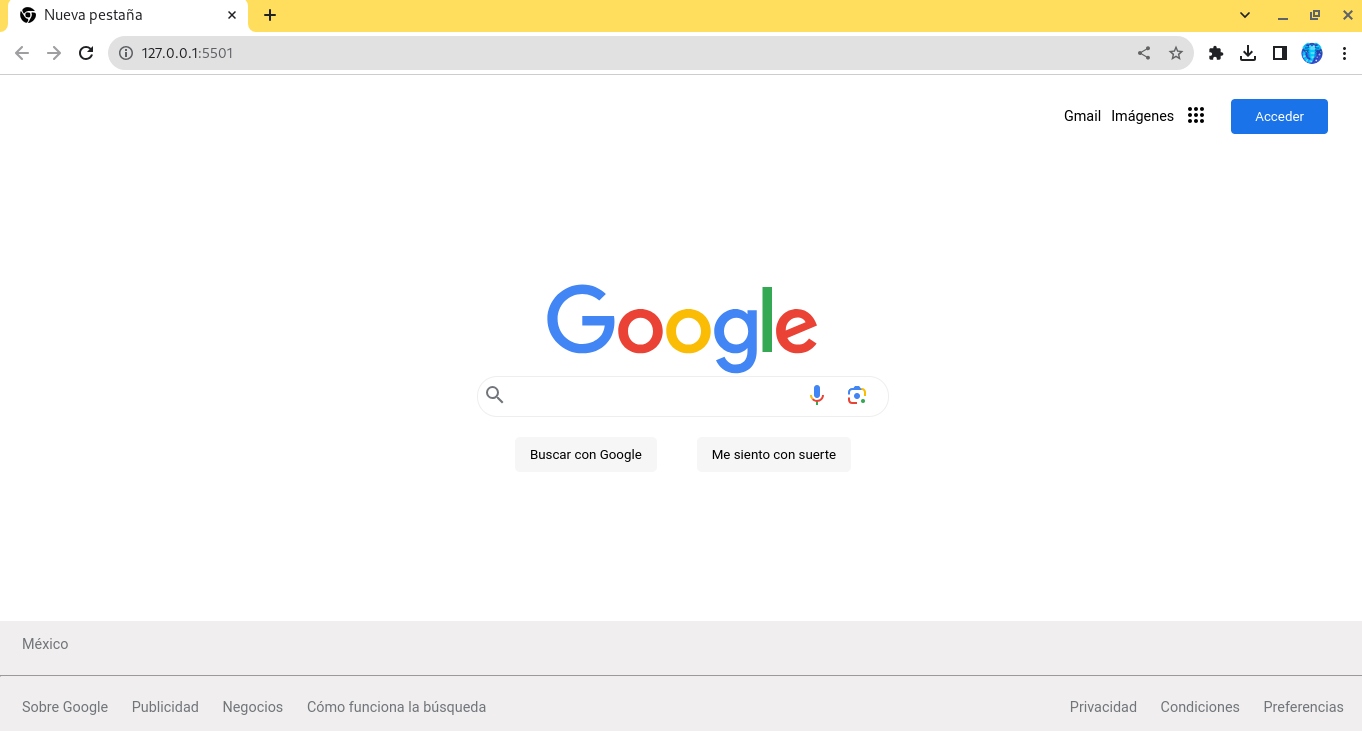 Nueva pestaña
127.0.0.1:5501
Gmail Imágenes Acceder
Google
Buscar con Google Me siento con suerte
México
Sobre Google Publicidad Negocios Cómo funciona la búsqueda Privacidad Condiciones Preferencias